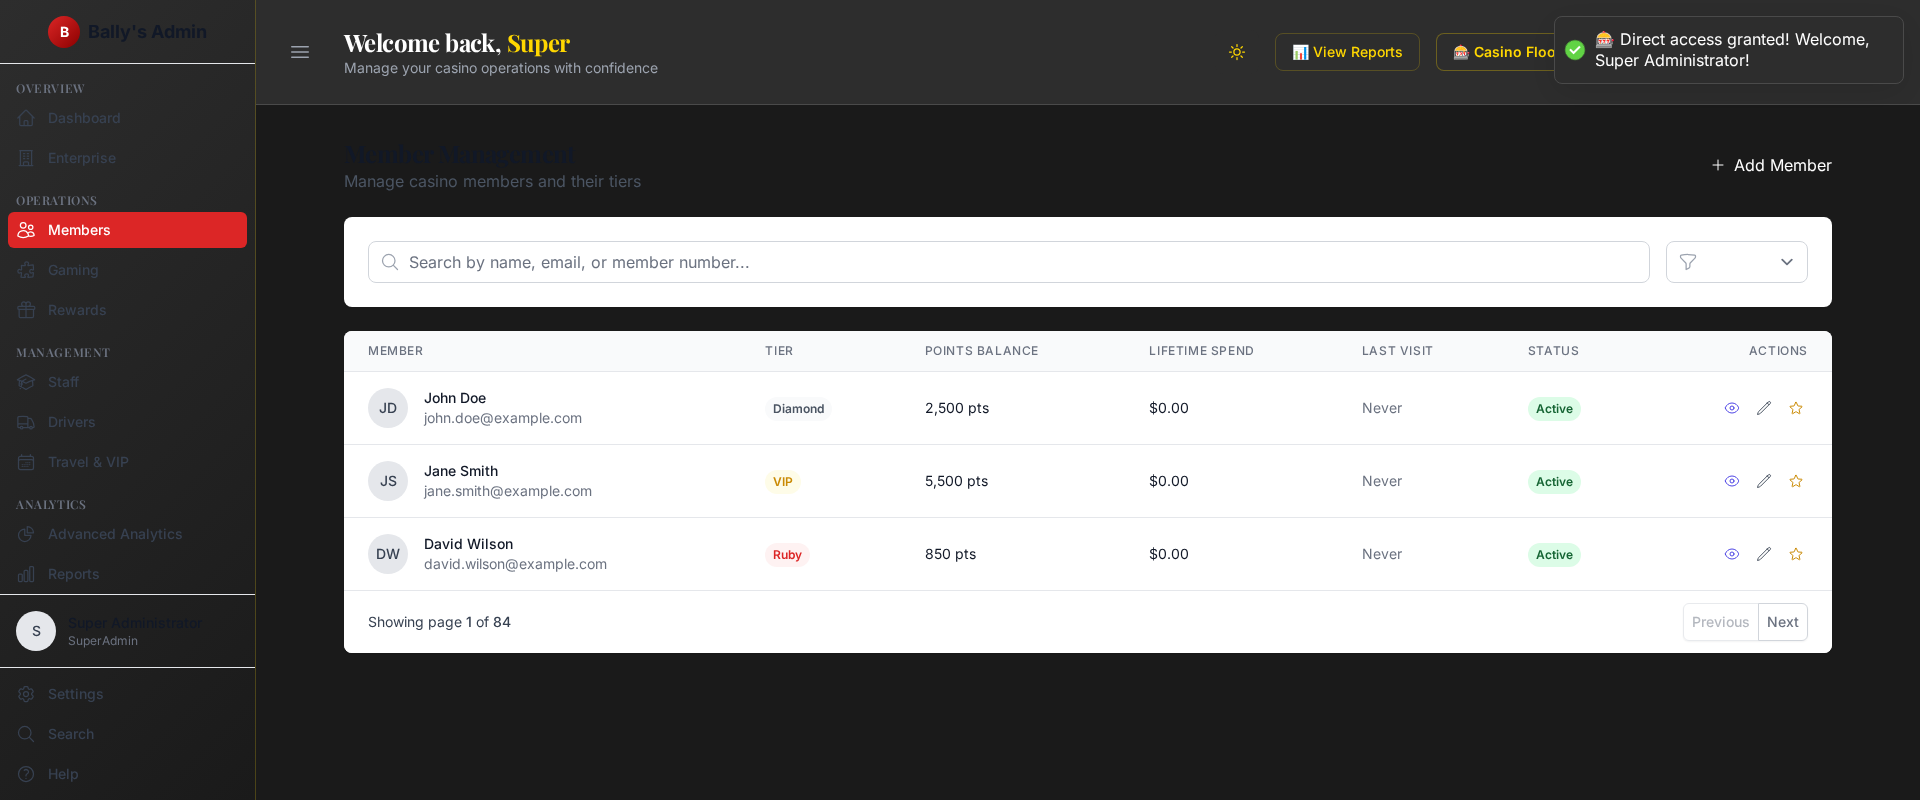 B Bally's Admin
OVERVIEW
Dashboard
Enterprise
OPERATIONS
Members
Gaming
Rewards
MANAGEMENT
Staff
Drivers
Travel & VIP
ANALYTICS
Advanced Analytics
Reports
S
Super Administrator
SuperAdmin
Settings
Search
Help
Welcome back, Super
Manage your casino operations with confidence
📊 View Reports
🎰 Casino Floo
🎰 Direct access granted! Welcome,
Super Administrator!
Member Management
Manage casino members and their tiers
Add Member
Search by name, email, or member number...
MEMBER TIER POINTS BALANCE LIFETIME SPEND LAST VISIT STATUS ACTIONS
JD John Doe Diamond 2,500 pts $0.00 Never Active
john.doe@example.com
JS Jane Smith VIP 5,500 pts $0.00 Never Active
jane.smith@example.com
DW David Wilson Ruby 850 pts $0.00 Never Active
david.wilson@example.com
Showing page 1 of 84
Previous Next